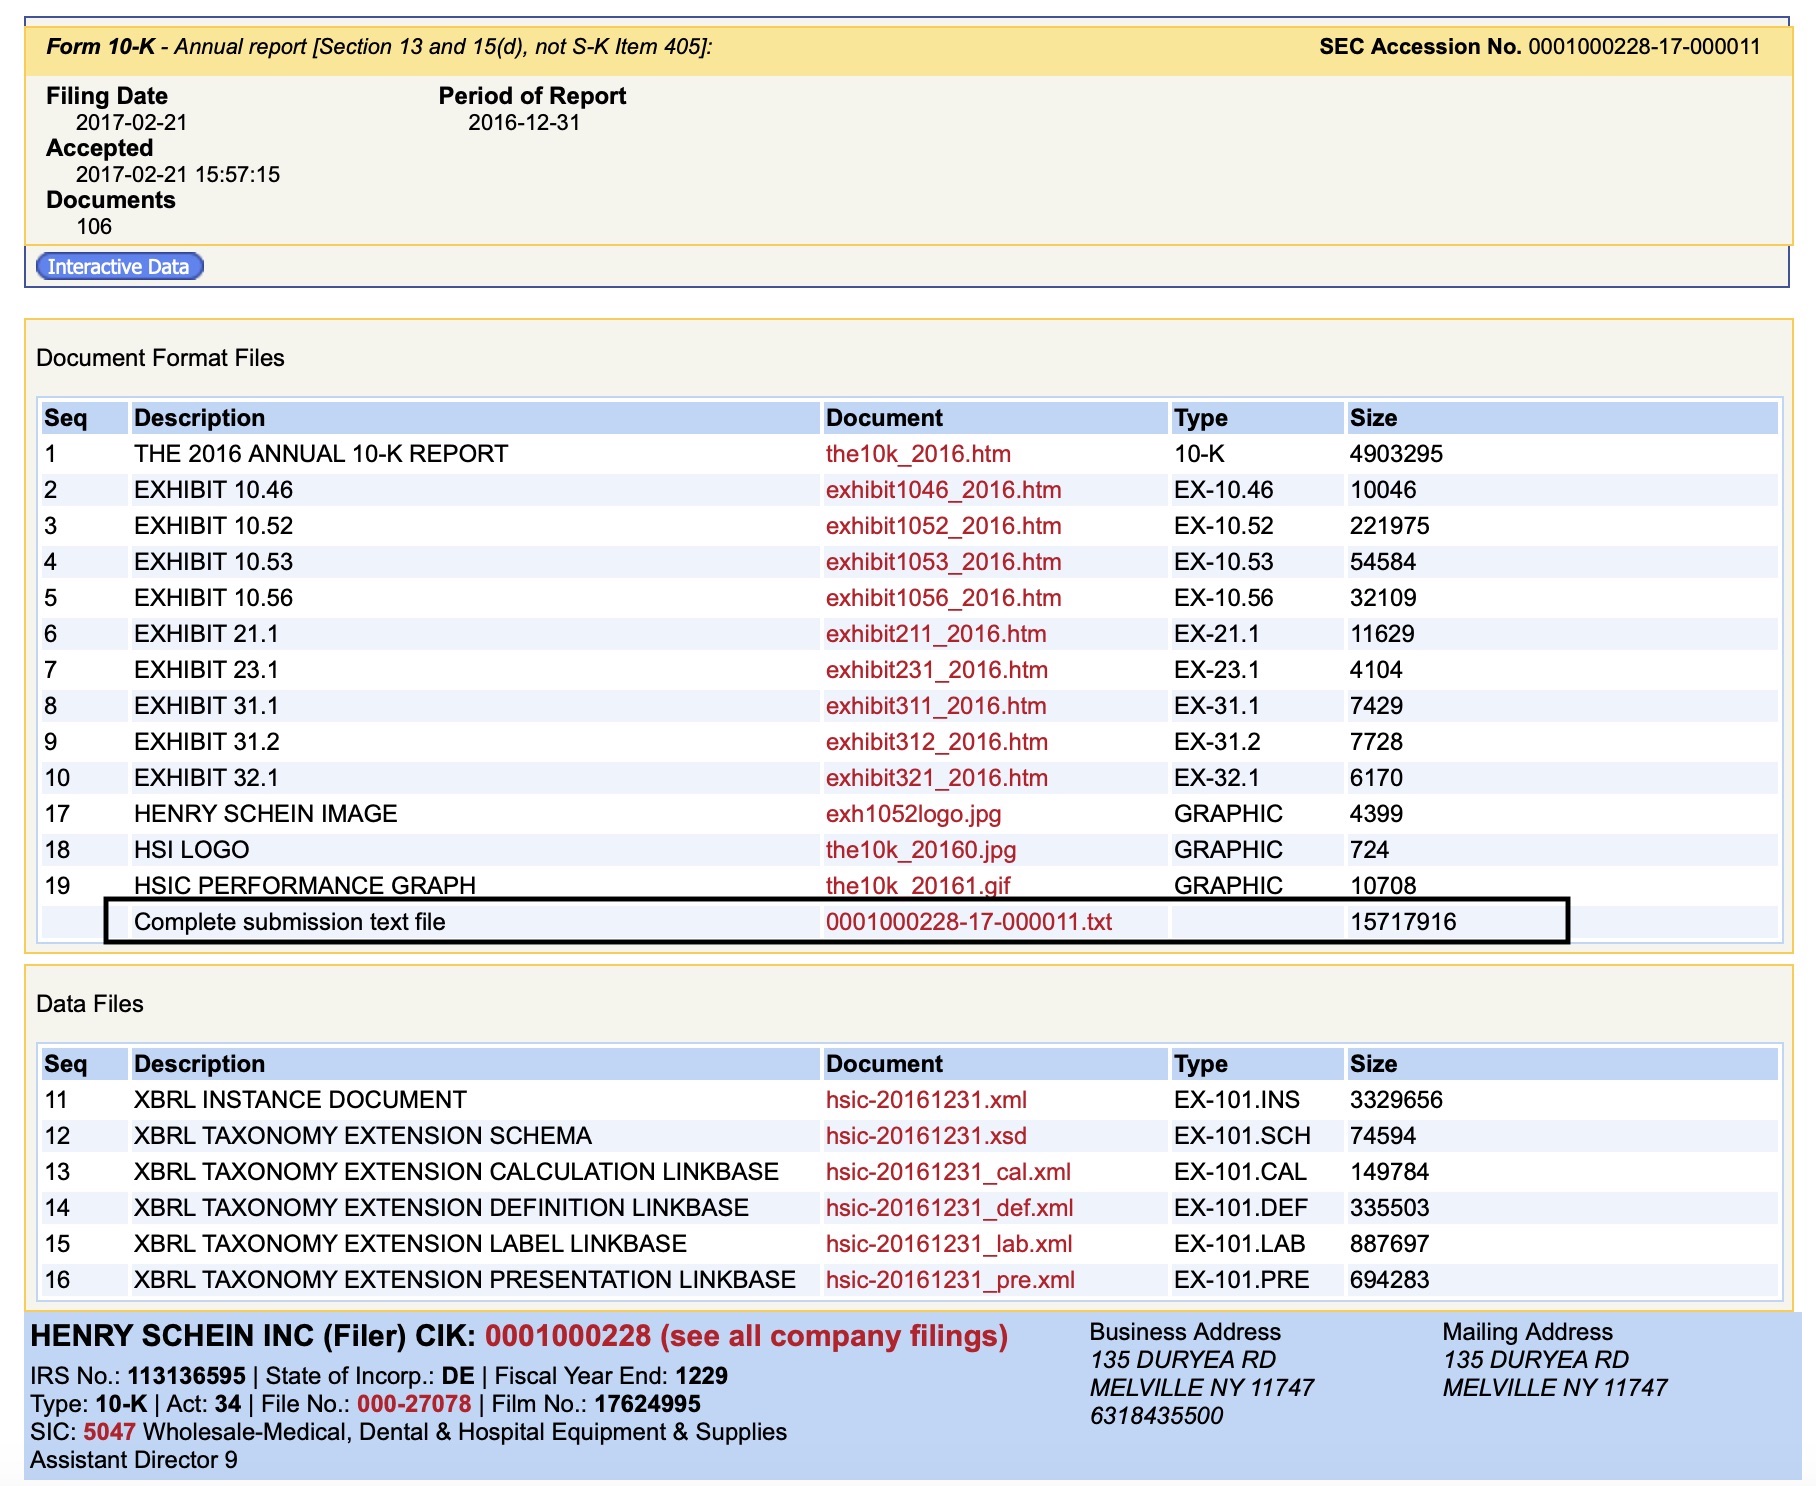 Form 10-K - Annual report [Section 13 and 15(d), not S-K Item 405]: SEC Accession No. 0001000228-17-000011
Filing Date Period of Report
2017-02-21 2016-12-31
Accepted
2017-02-21 15:57:15
Documents
106
Interactive Data
Document Format Files
Seq Description Document Type Size
1 THE 2016 ANNUAL 10-K REPORT the10k_2016.htm 10-K 4903295
2 EXHIBIT 10.46 exhibit1046_2016.htm EX-10.46 10046
3 EXHIBIT 10.52 exhibit1052_2016.htm EX-10.52 221975
4 EXHIBIT 10.53 exhibit1053_2016.htm EX-10.53 54584
5 EXHIBIT 10.56 exhibit1056_2016.htm EX-10.56 32109
6 EXHIBIT 21.1 exhibit211_2016.htm EX-21.1 11629
7 EXHIBIT 23.1 exhibit231_2016.htm EX-23.1 4104
8 EXHIBIT 31.1 exhibit311_2016.htm EX-31.1 7429
9 EXHIBIT 31.2 exhibit312_2016.htm EX-31.2 7728
10 EXHIBIT 32.1 exhibit321_2016.htm EX-32.1 6170
17 HENRY SCHEIN IMAGE exh1052logo.jpg GRAPHIC 4399
18 HSI LOGO the10k_20160.jpg GRAPHIC 724
19 HSIC PERFORMANCE GRAPH the10k_20161.gif GRAPHIC 10708
Complete submission text file 0001000228-17-000011.txt 15717916
Data Files
Seq Description Document Type Size
11 XBRL INSTANCE DOCUMENT hsic-20161231.xml EX-101.INS 3329656
12 XBRL TAXONOMY EXTENSION SCHEMA hsic-20161231.xsd EX-101.SCH 74594
13 XBRL TAXONOMY EXTENSION CALCULATION LINKBASE hsic-20161231_cal.xml EX-101.CAL 149784
14 XBRL TAXONOMY EXTENSION DEFINITION LINKBASE hsic-20161231_def.xml EX-101.DEF 335503
15 XBRL TAXONOMY EXTENSION LABEL LINKBASE hsic-20161231_lab.xml EX-101.LAB 887697
16 XBRL TAXONOMY EXTENSION PRESENTATION LINKBASE hsic-20161231_pre.xml EX-101.PRE 694283
HENRY SCHEIN INC (Filer) CIK: 0001000228 (see all company filings)
IRS No.: 113136595 | State of Incorp.: DE | Fiscal Year End: 1229
Type: 10-K | Act: 34 | File No.: 000-27078 | Film No.: 17624995
SIC: 5047 Wholesale-Medical, Dental & Hospital Equipment & Supplies
Assistant Director 9
Business Address
135 DURYEA RD
MELVILLE NY 11747
6318435500
Mailing Address
135 DURYEA RD
MELVILLE NY 11747